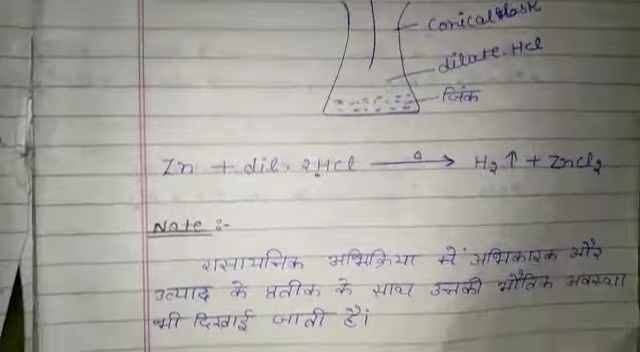 conical flask
dilute. HCl
जिंक
Zn + dil. 2HCl —Δ→ H₂↑ + ZnCl₂
Note :-
रासायनिक अभिक्रिया में अभिकारक और
उत्पाद के प्रतीक के साथ उनकी भौतिक अवस्था
भी दिखाई जाती है।